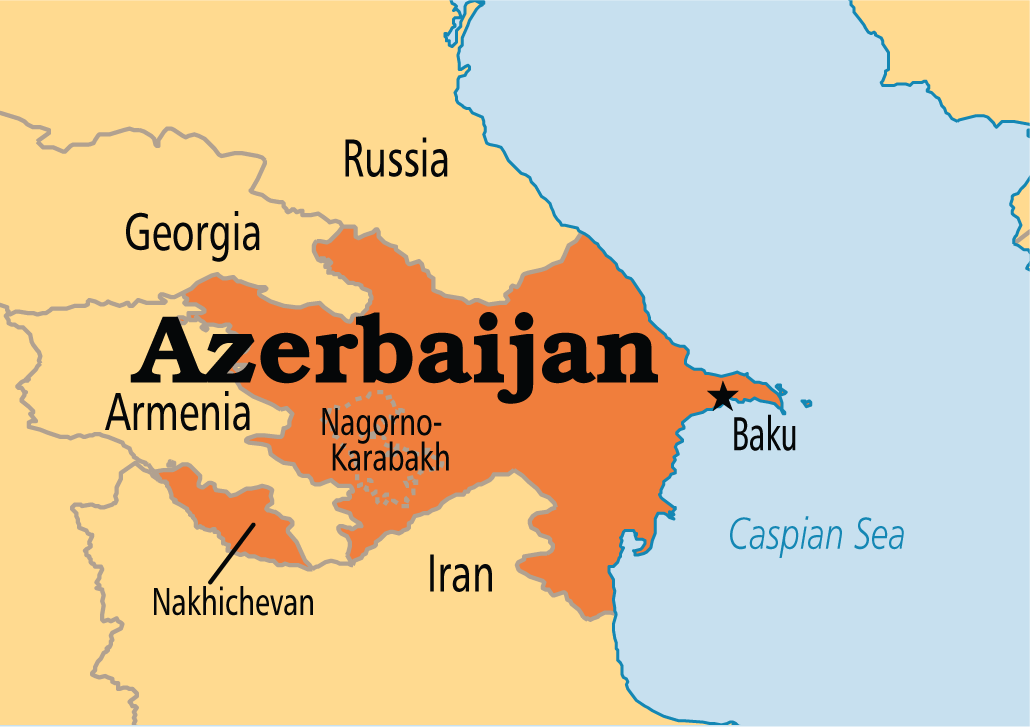 Russia
Georgia
Azerbaijan
Armenia
Nagorno-
Karabakh
Baku
Caspian Sea
Iran
Nakhichevan